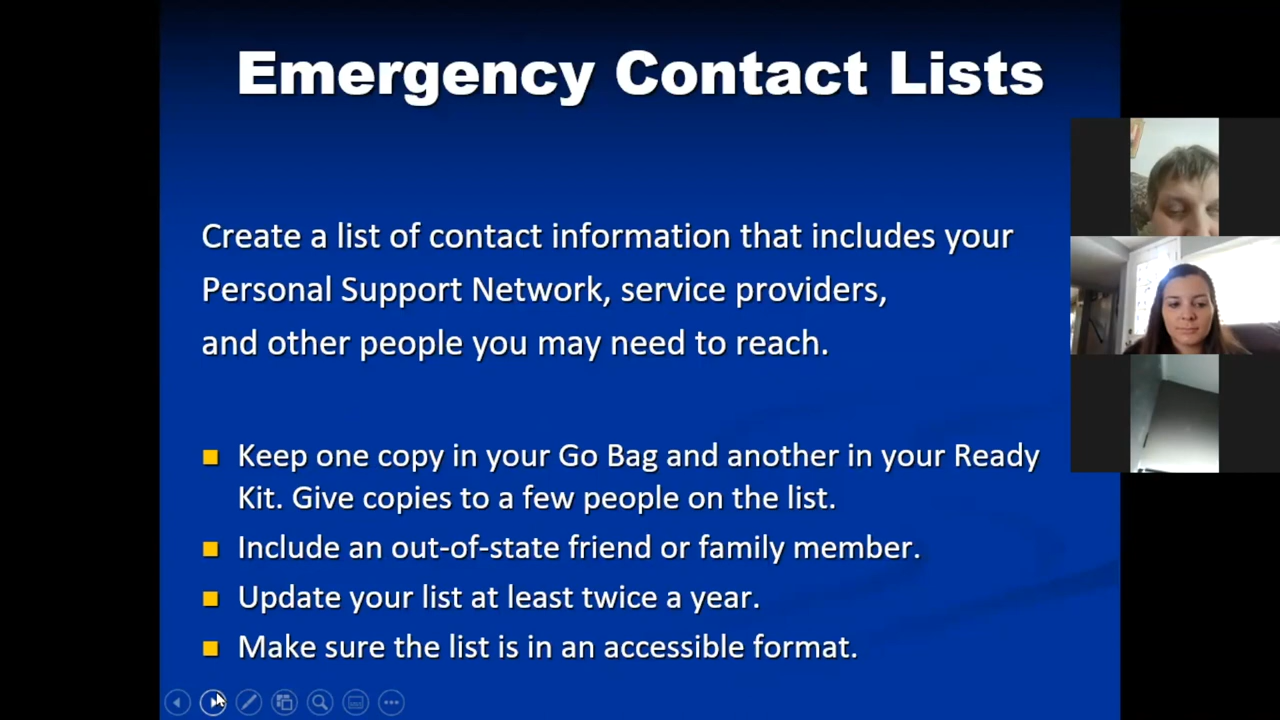 Emergency Contact Lists
Create a list of contact information that includes your
Personal Support Network, service providers,
and other people you may need to reach.
Keep one copy in your Go Bag and another in your Ready
Kit. Give copies to a few people on the list.
Include an out-of-state friend or family member.
Update your list at least twice a year.
Make sure the list is in an accessible format.